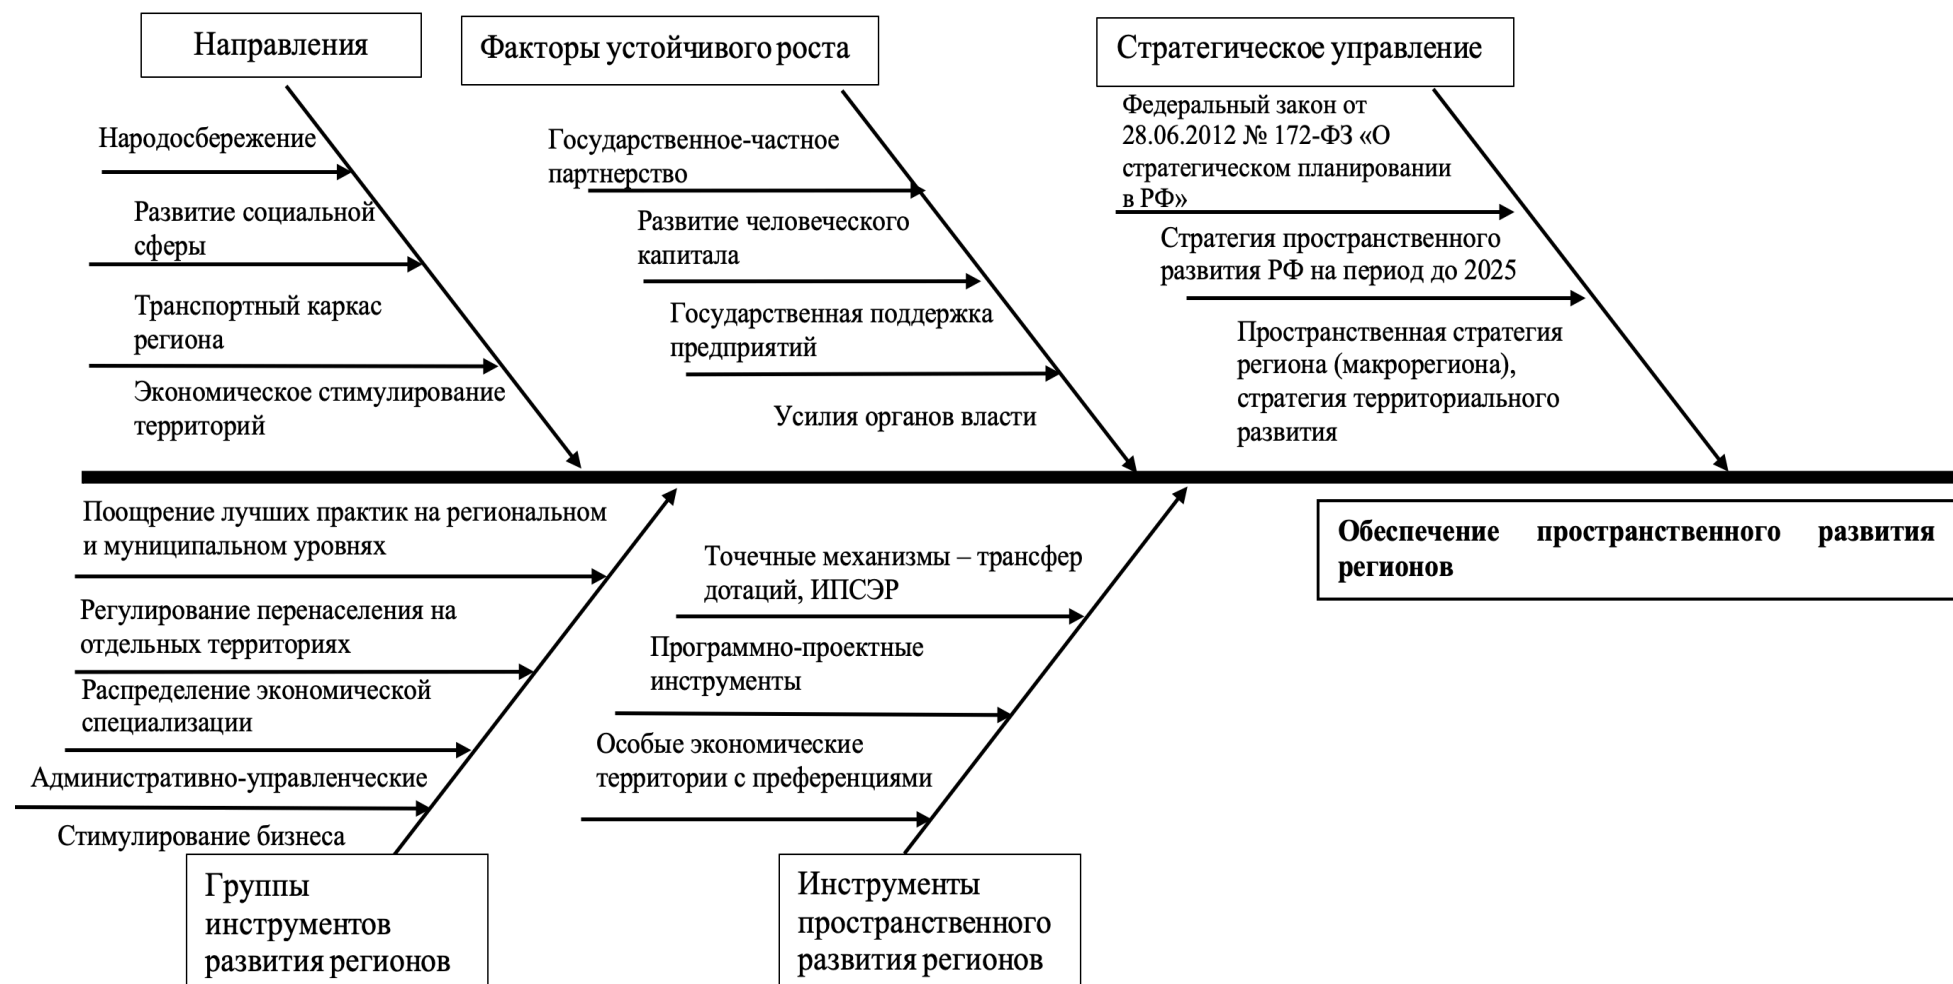 Направления
Народосбережение
Развитие социальной
сферы
Транспортный каркас
региона
Экономическое стимулирование
территорий
Факторы устойчивого роста
Государственное-частное
партнерство
Развитие человеческого
капитала
Государственная поддержка
предприятий
Усилия органов власти
Стратегическое управление
Федеральный закон от
28.06.2012 № 172-ФЗ «О
стратегическом планировании
в РФ»
Стратегия пространственного
развития РФ на период до 2025
Пространственная стратегия
региона (макрорегиона),
стратегия территориального
развития
Обеспечение пространственного развития
регионов
Поощрение лучших практик на региональном
и муниципальном уровнях
Регулирование перенаселения на
отдельных территориях
Распределение экономической
специализации
Административно-управленческие
Стимулирование бизнеса
Группы
инструментов
развития регионов
Точечные механизмы – трансфер
дотаций, ИПСЭР
Программно-проектные
инструменты
Особые экономические
территории с преференциями
Инструменты
пространственного
развития регионов